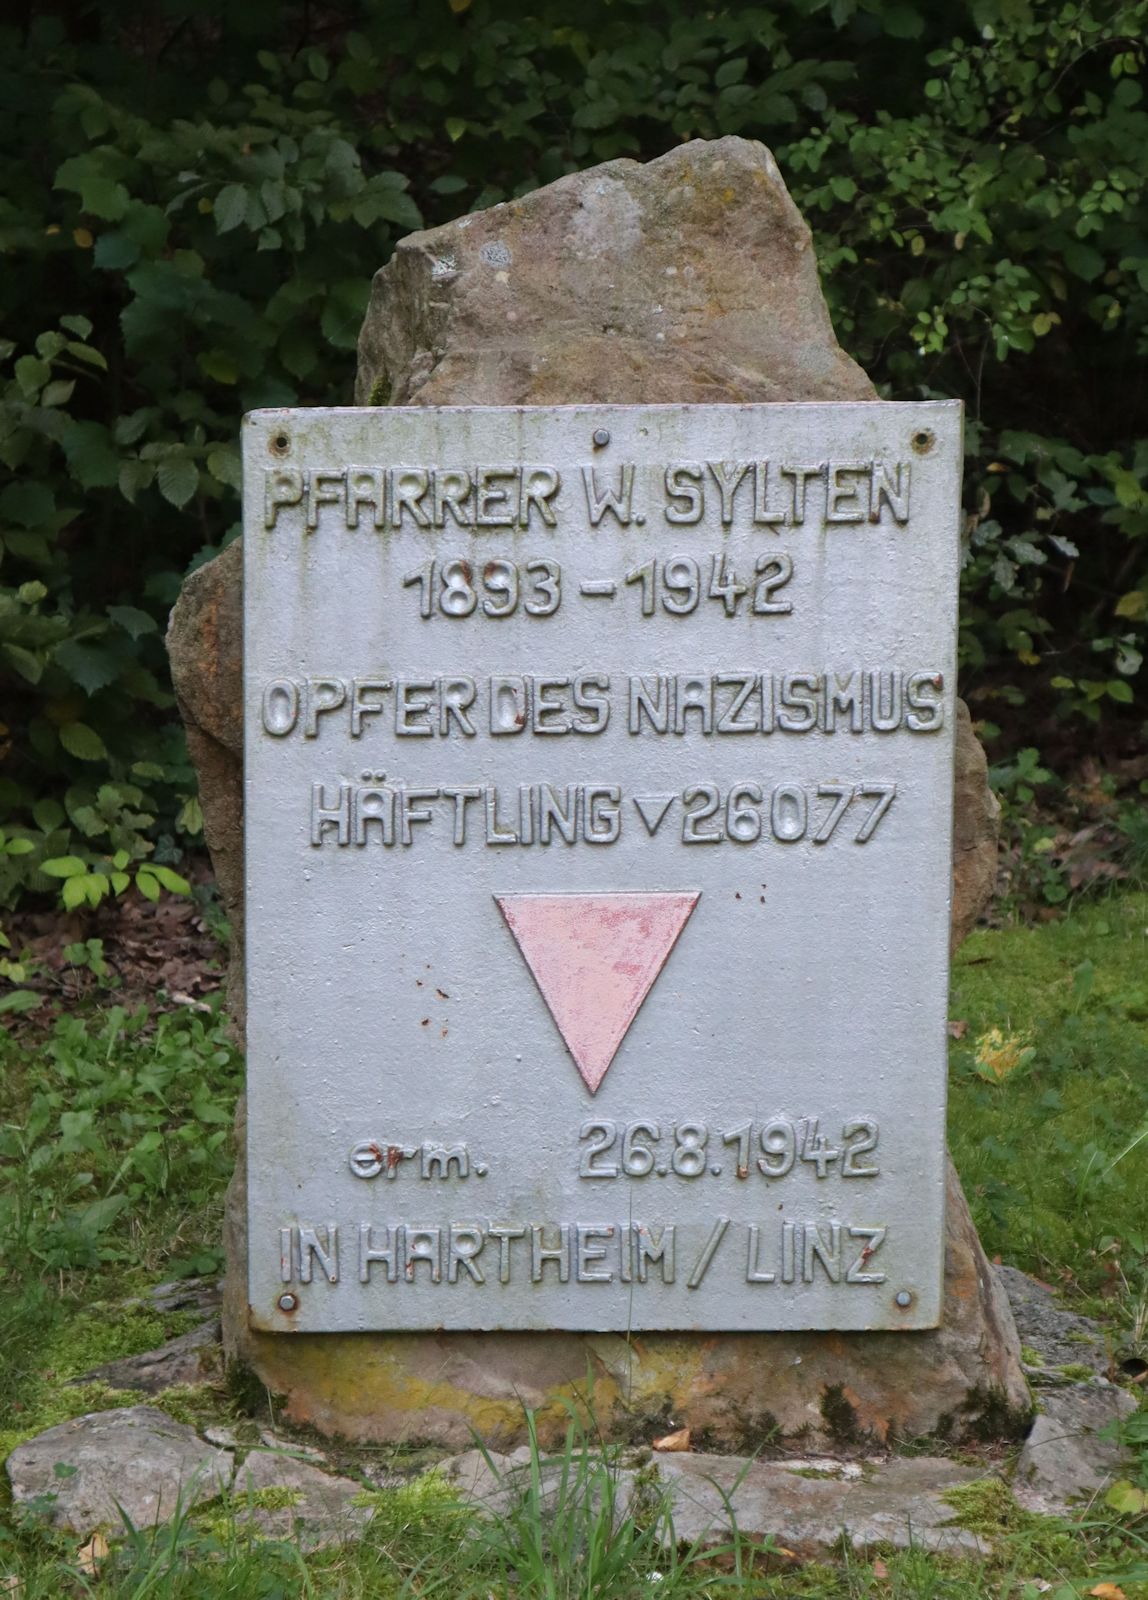 PFARRER W. SYLTEN
1893 - 1942
OPFER DES NAZISMUS
HÄFTLING ▾ 26077
erm. 26.8.1942
IN HARTHEIM / LINZ